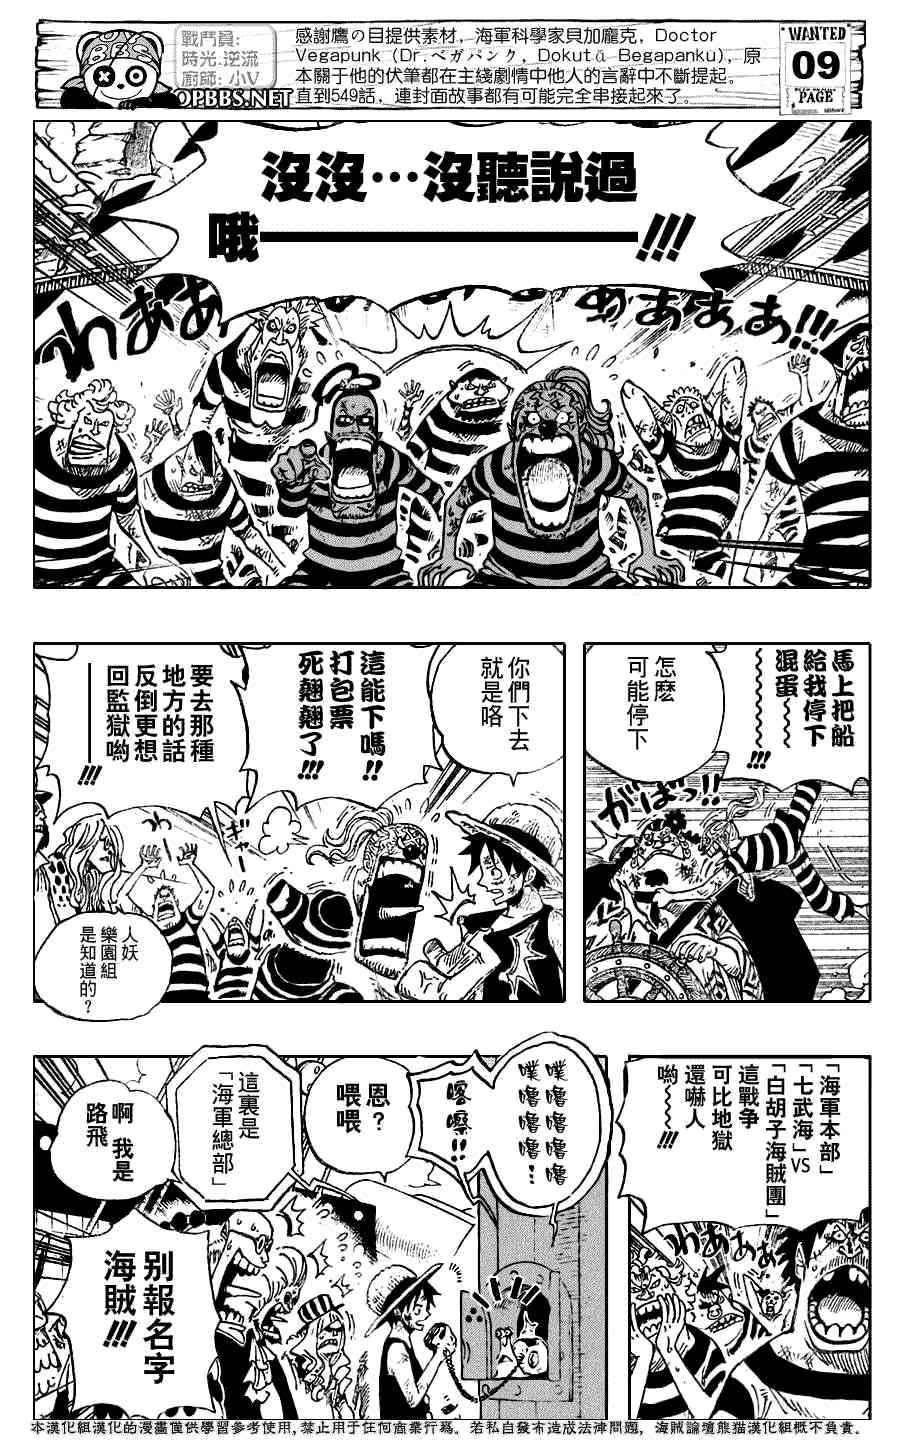 戰鬥員:
時光.逆流
廚師: 小V
OPBBS.NET
感謝鷹の目提供素材，海軍科學家貝加龐克，Doctor
Vegapunk（Dr.ベガパンク, Dokutā Begapanku)，原
本關于他的伏筆都在主綫劇情中他人的言辭中不斷提起。
直到549話，連封面故事都有可能完全串接起來了。
WANTED
09
PAGE
沒沒…沒聽說過
哦━━━━!!!
わああ
ああああ!!!
馬上把船
給我停下
混蛋~~~!!!
怎麽
可能停下
がばっ!!
你們下去
就是咯
這能下嗎!!
打包票
死翹翹了!!!
要去那種
地方的話
反倒更想
回監獄喲
━━!!!
ぎゃー
人妖
樂園組
是知道的?
「海軍本部」
「七武海」VS
「白胡子海賊團」
這戰争
可比地獄
還嚇人
喲~~!!
わあああ
噗嚕嚕嚕嚕
噗嚕嚕嚕嚕!
喀嚓!!
恩?
喂喂
這裏是
「海軍總部」
啊 我是
路飛
别報名字
海賊!!!
本漢化組漢化的漫畫僅供學習參考使用,禁止用于任何商業行爲。若私自發布造成法律問題，海賊論壇熊猫漢化組概不負責。